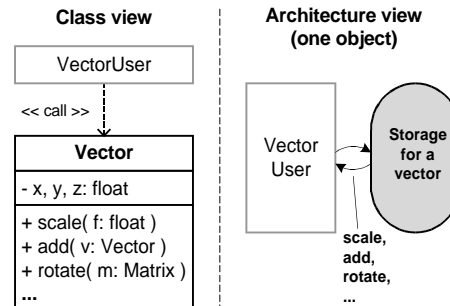 Class view
VectorUser
<< call >>
Vector
- x, y, z: float
+ scale( f: float )
+ add( v: Vector )
+ rotate( m: Matrix )
...
Architecture view
(one object)
Vector
User
Storage
for a
vector
scale,
add,
rotate,
...